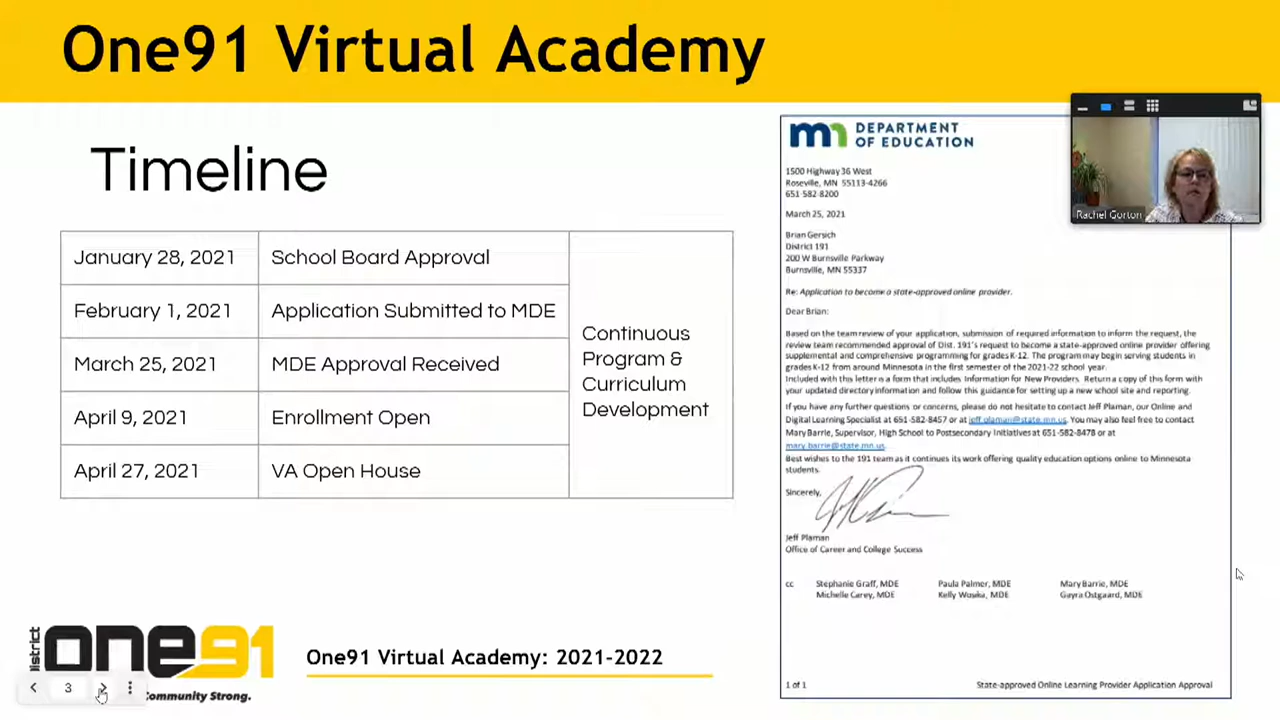 One91 Virtual Academy
Timeline
January 28, 2021 School Board Approval
February 1, 2021 Application Submitted to MDE
March 25, 2021 MDE Approval Received
April 9, 2021 Enrollment Open
April 27, 2021 VA Open House
Continuous
Program &
Curriculum
Development
mn DEPARTMENT
OF EDUCATION
1500 Highway 36 West
Roseville, MN 55113-4266
651-582-8200
March 25, 2021
Brian Gersich
District 191
200 W Burnsville Parkway
Burnsville, MN 55337
Re: Application to become a state-approved online provider.
Dear Brian:
Based on the team review of your application, submission of required information to inform the request, the
review team recommended approval of Dist. 191's request to become a state-approved online provider offering
supplemental and comprehensive programming for grades K-12. The program may begin serving students in
grades K-12 from around Minnesota in the first semester of the 2021-22 school year.
Included with this letter is a form that includes Information for New Providers. Return a copy of this form with
your updated directory information and follow this guidance for setting up a new school site and reporting.
If you have any further questions or concerns, please do not hesitate to contact Jeff Plaman, our Online and
Digital Learning Specialist at 651-582-8457 or at jeff.plaman@state.mn.us. You may also feel free to contact
Mary Barrie, Supervisor, High School to Postsecondary Initiatives at 651-582-8478 or at
mary.barrie@state.mn.us.
Best wishes to the 191 team as it continues its work offering quality education options online to Minnesota
students.
Sincerely,
Jeff Plaman
Office of Career and College Success
cc Stephanie Graff, MDE Paula Palmer, MDE Mary Barrie, MDE
Michelle Carey, MDE Kelly MDE Gayra Ostgaard, MDE
1 of 1 State-approved Online Learning Provider Application Approval
Rachel Gorton
district one91
Community Strong.
3
One91 Virtual Academy: 2021-2022